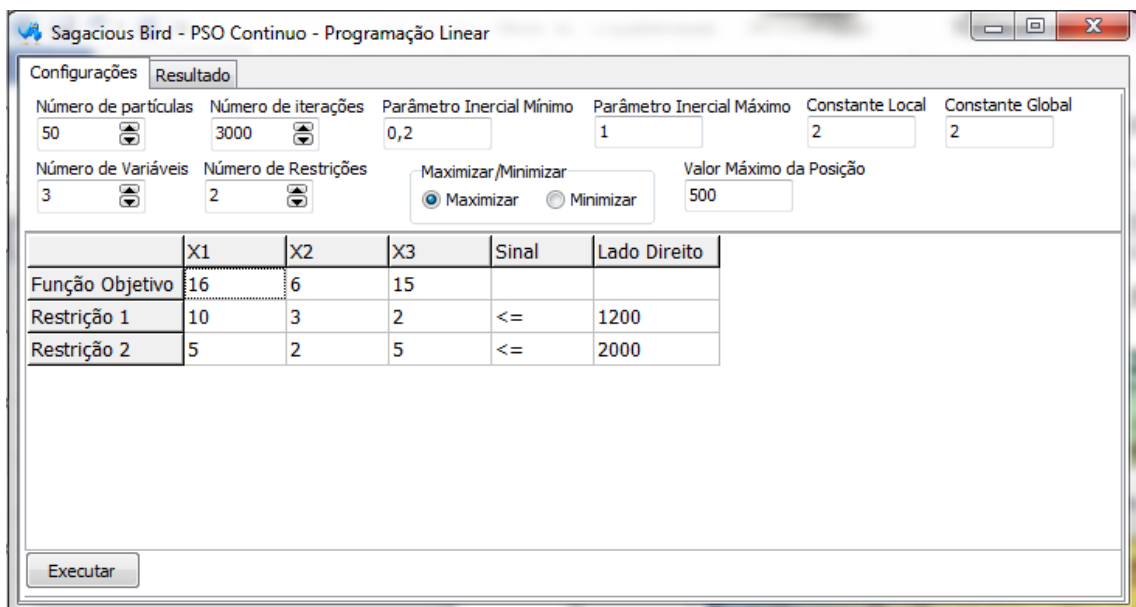 Sagacious Bird - PSO Continuo - Programação Linear
Configurações Resultado
Número de partículas Número de iterações Parâmetro Inercial Mínimo Parâmetro Inercial Máximo Constante Local Constante Global
50 3000 0,2 1 2 2
Número de Variáveis Número de Restrições Maximizar/Minimizar Valor Máximo da Posição
3 2 Maximizar Minimizar 500
X1 X2 X3 Sinal Lado Direito
Função Objetivo 16 6 15
Restrição 1 10 3 2 <= 1200
Restrição 2 5 2 5 <= 2000
Executar